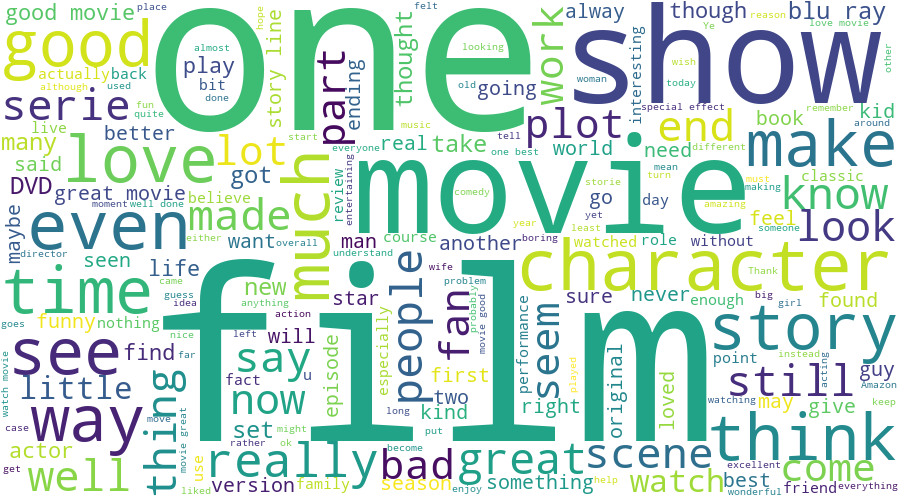 good movie
place
one
hope
show
alway
though
blu ray
good
almost
play
bit
done
story line
ending
thought
looking
going
old
work
interesting
woman
Ye
wish
today
love movie
reason
other
actually
back
although
used
serie
fun
quite
part
plot
special effect
end
book
remember
around
kid
many
live
better
love
lot
start
music
tell
everyone
real
take
one best
world
need
different
make
said
got
much
review
entertaining
movie
storie
go
day
mean
turn
must
making
classic
know
DVD
great movie
believe
comedy
yet
amazing
feel
someone
look
maybe
even
moment
well done
made
year
least
boring
either
want
overall
man
course
another
watched
role
without
director
seen
life
understand
never
character
Thank
time
came
guess
idea
new
anything
star
people
wife
fan
problem
probably
sure
enough
big
girl
found
goes
funny
nothing
will
action
left
especially
film
movie good
performance
seem
story
point
instead
see
find
nice
far
say
fact
u
episode
first
played
original
loved
still
acting
guy
Amazon
watch movie
little
now
long
two
kind
right
watching
may
give
keep
way
thing
move
movie great
set
might
put
case
actor
rather
ok
become
really
bad
great
scene
think
get
well
use
liked
version
family
season
enjoy
something
help
watch
best
excellent
wonderful
friend
come
everything